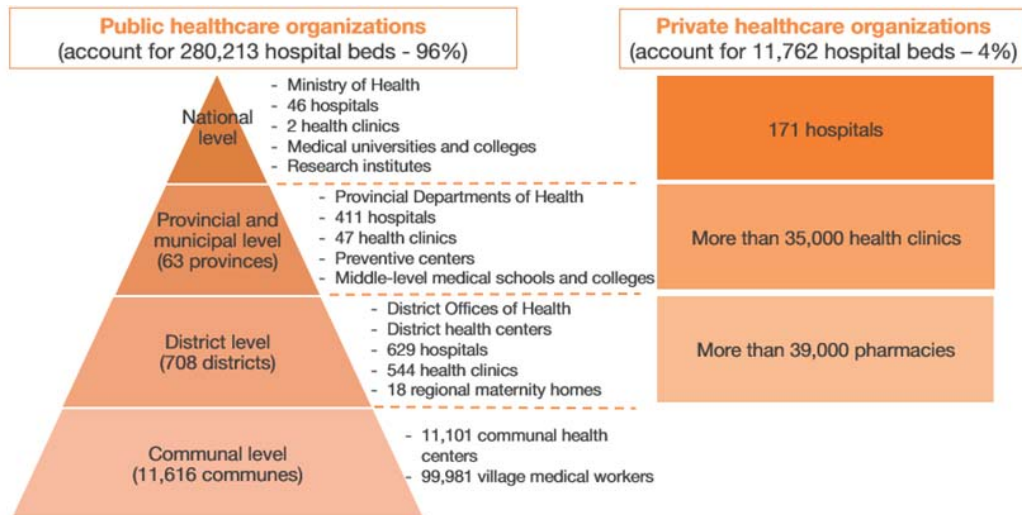 Public healthcare organizations
(account for 280,213 hospital beds - 96%)
National
level
- Ministry of Health
- 46 hospitals
- 2 health clinics
- Medical universities and colleges
- Research institutes
Provincial and
municipal level
(63 provinces)
- Provincial Departments of Health
- 411 hospitals
- 47 health clinics
- Preventive centers
- Middle-level medical schools and colleges
District level
(708 districts)
- District Offices of Health
- District health centers
- 629 hospitals
- 544 health clinics
- 18 regional maternity homes
Communal level
(11,616 communes)
- 11,101 communal health
centers
- 99,981 village medical workers
Private healthcare organizations
(account for 11,762 hospital beds – 4%)
171 hospitals
More than 35,000 health clinics
More than 39,000 pharmacies